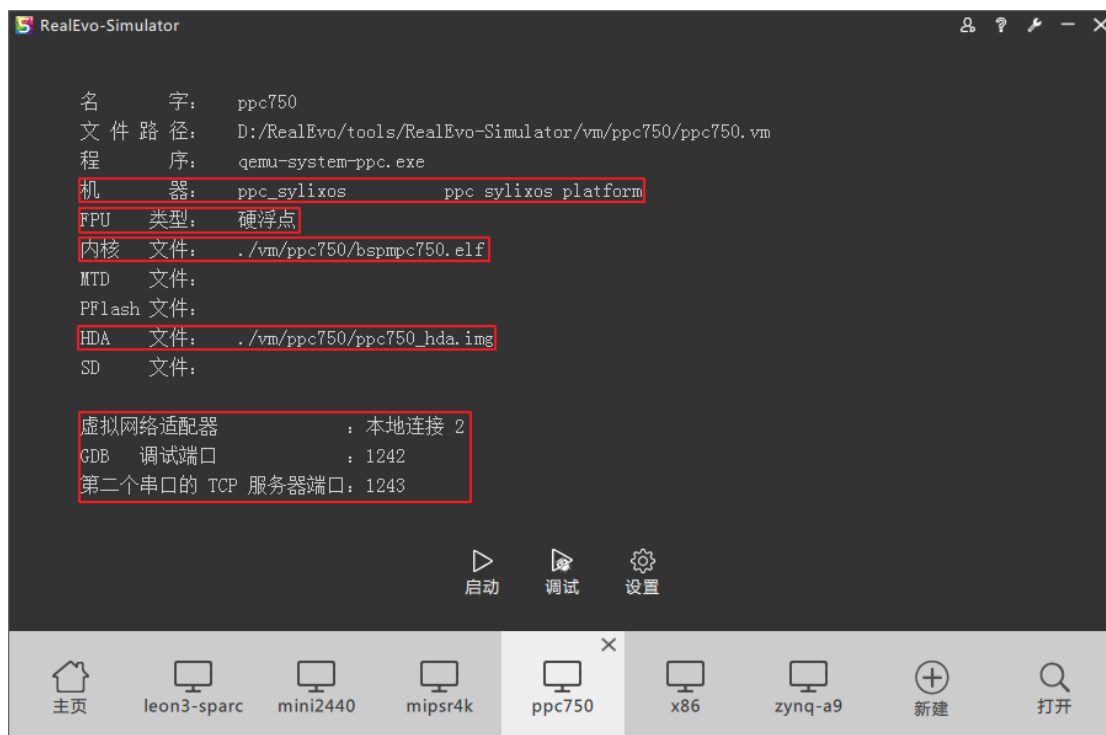 RealEvo-Simulator
名 字： ppc750
文 件 路 径： D:/RealEvo/tools/RealEvo-Simulator/vm/ppc750/ppc750.vm
程 序： qemu-system-ppc.exe
机 器： ppc_sylixos ppc sylixos platform
FPU 类型： 硬浮点
内核 文件： ./vm/ppc750/bspmpc750.elf
MTD 文件：
PFlash 文件：
HDA 文件： ./vm/ppc750/ppc750_hda.img
SD 文件：
虚拟网络适配器 ：本地连接 2
GDB 调试端口 ：1242
第二个串口的 TCP 服务器端口：1243
启动 调试 设置
主页 leon3-sparc mini2440 mipsr4k ppc750 x86 zynq-a9 新建 打开